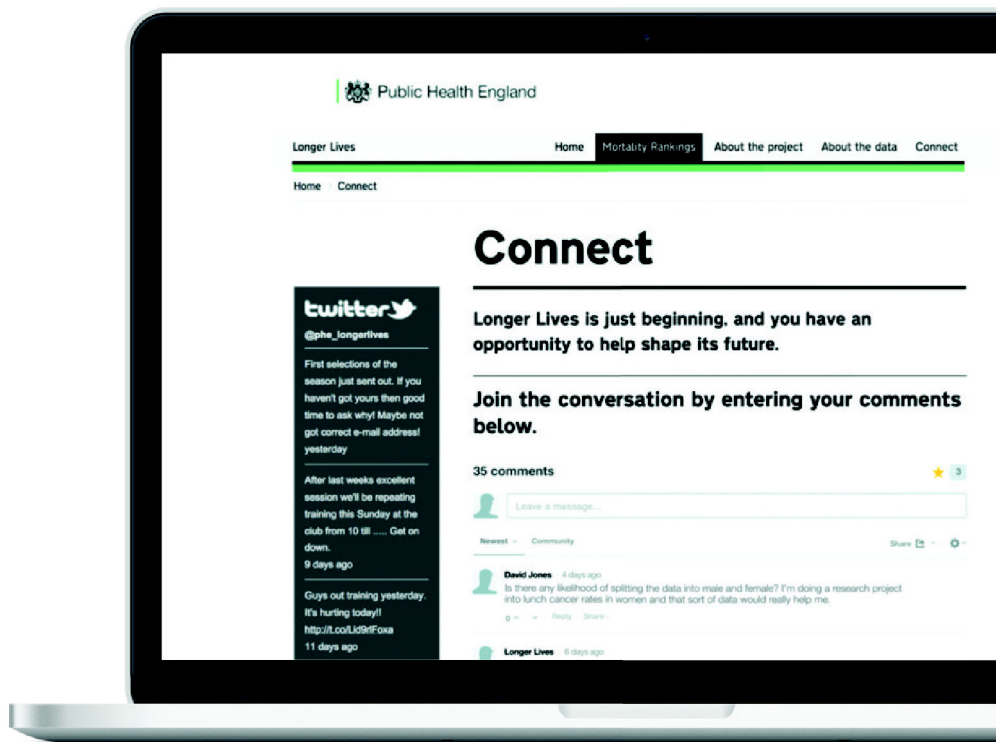 Public Health England
Longer Lives
Home
Mortality Rankings
About the project
About the data
Connect
Home
Connect
Connect
twitter
@phe_longerlives
First selections of the
season just sent out. If you
haven't got yours then good
time to ask why! Maybe not
got correct e-mail address!
yesterday
After last weeks excellent
session we'll be repeating
training this Sunday at the
club from 10 till ..... Get on
down.
9 days ago
Guys out training yesterday.
It's hurting today!!
http://t.co/Lid9rlFoxa
11 days ago
Longer Lives is just beginning, and you have an
opportunity to help shape its future.
Join the conversation by entering your comments
below.
35 comments
3
Leave a message...
Newest
Community
Share
David Jones 4 days ago
Is there any likelihood of splitting the data into male and female? I'm doing a research project
into lunch cancer rates in women and that sort of data would really help me.
0
Reply
Share
Longer Lives 6 days ago